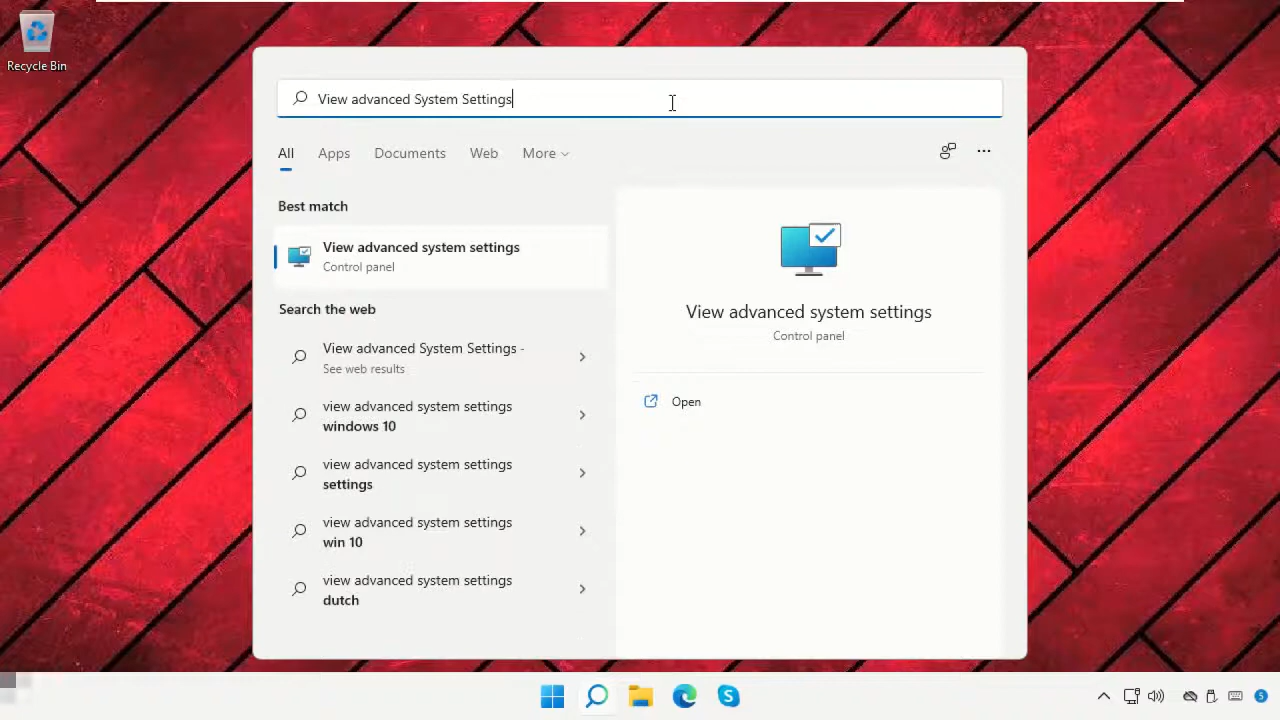 Recycle Bin
View advanced System Settings
All Apps Documents Web More
Best match
View advanced system settings
Control panel
Search the web
View advanced System Settings -
See web results
view advanced system settings
windows 10
view advanced system settings
settings
view advanced system settings
win 10
view advanced system settings
dutch
View advanced system settings
Control panel
Open
5